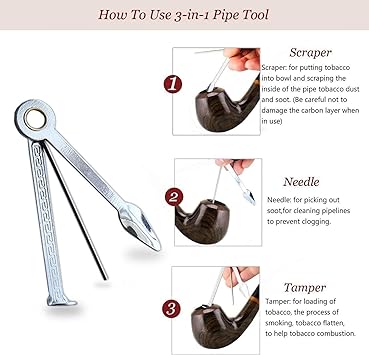 How To Use 3-in-1 Pipe Tool
1
Scraper
Scraper: for putting tobacco
into bowl and scraping the
inside of the pipe tobacco dust
and soot. (Be careful not to
damage the carbon layer when
in use)
2
Needle
Needle: for picking out
soot,for cleaning pipelines
to prevent clogging.
3
Tamper
Tamper: for loading of
tobacco, the process of
smoking, tobacco flatten,
to help tobacco combustion.